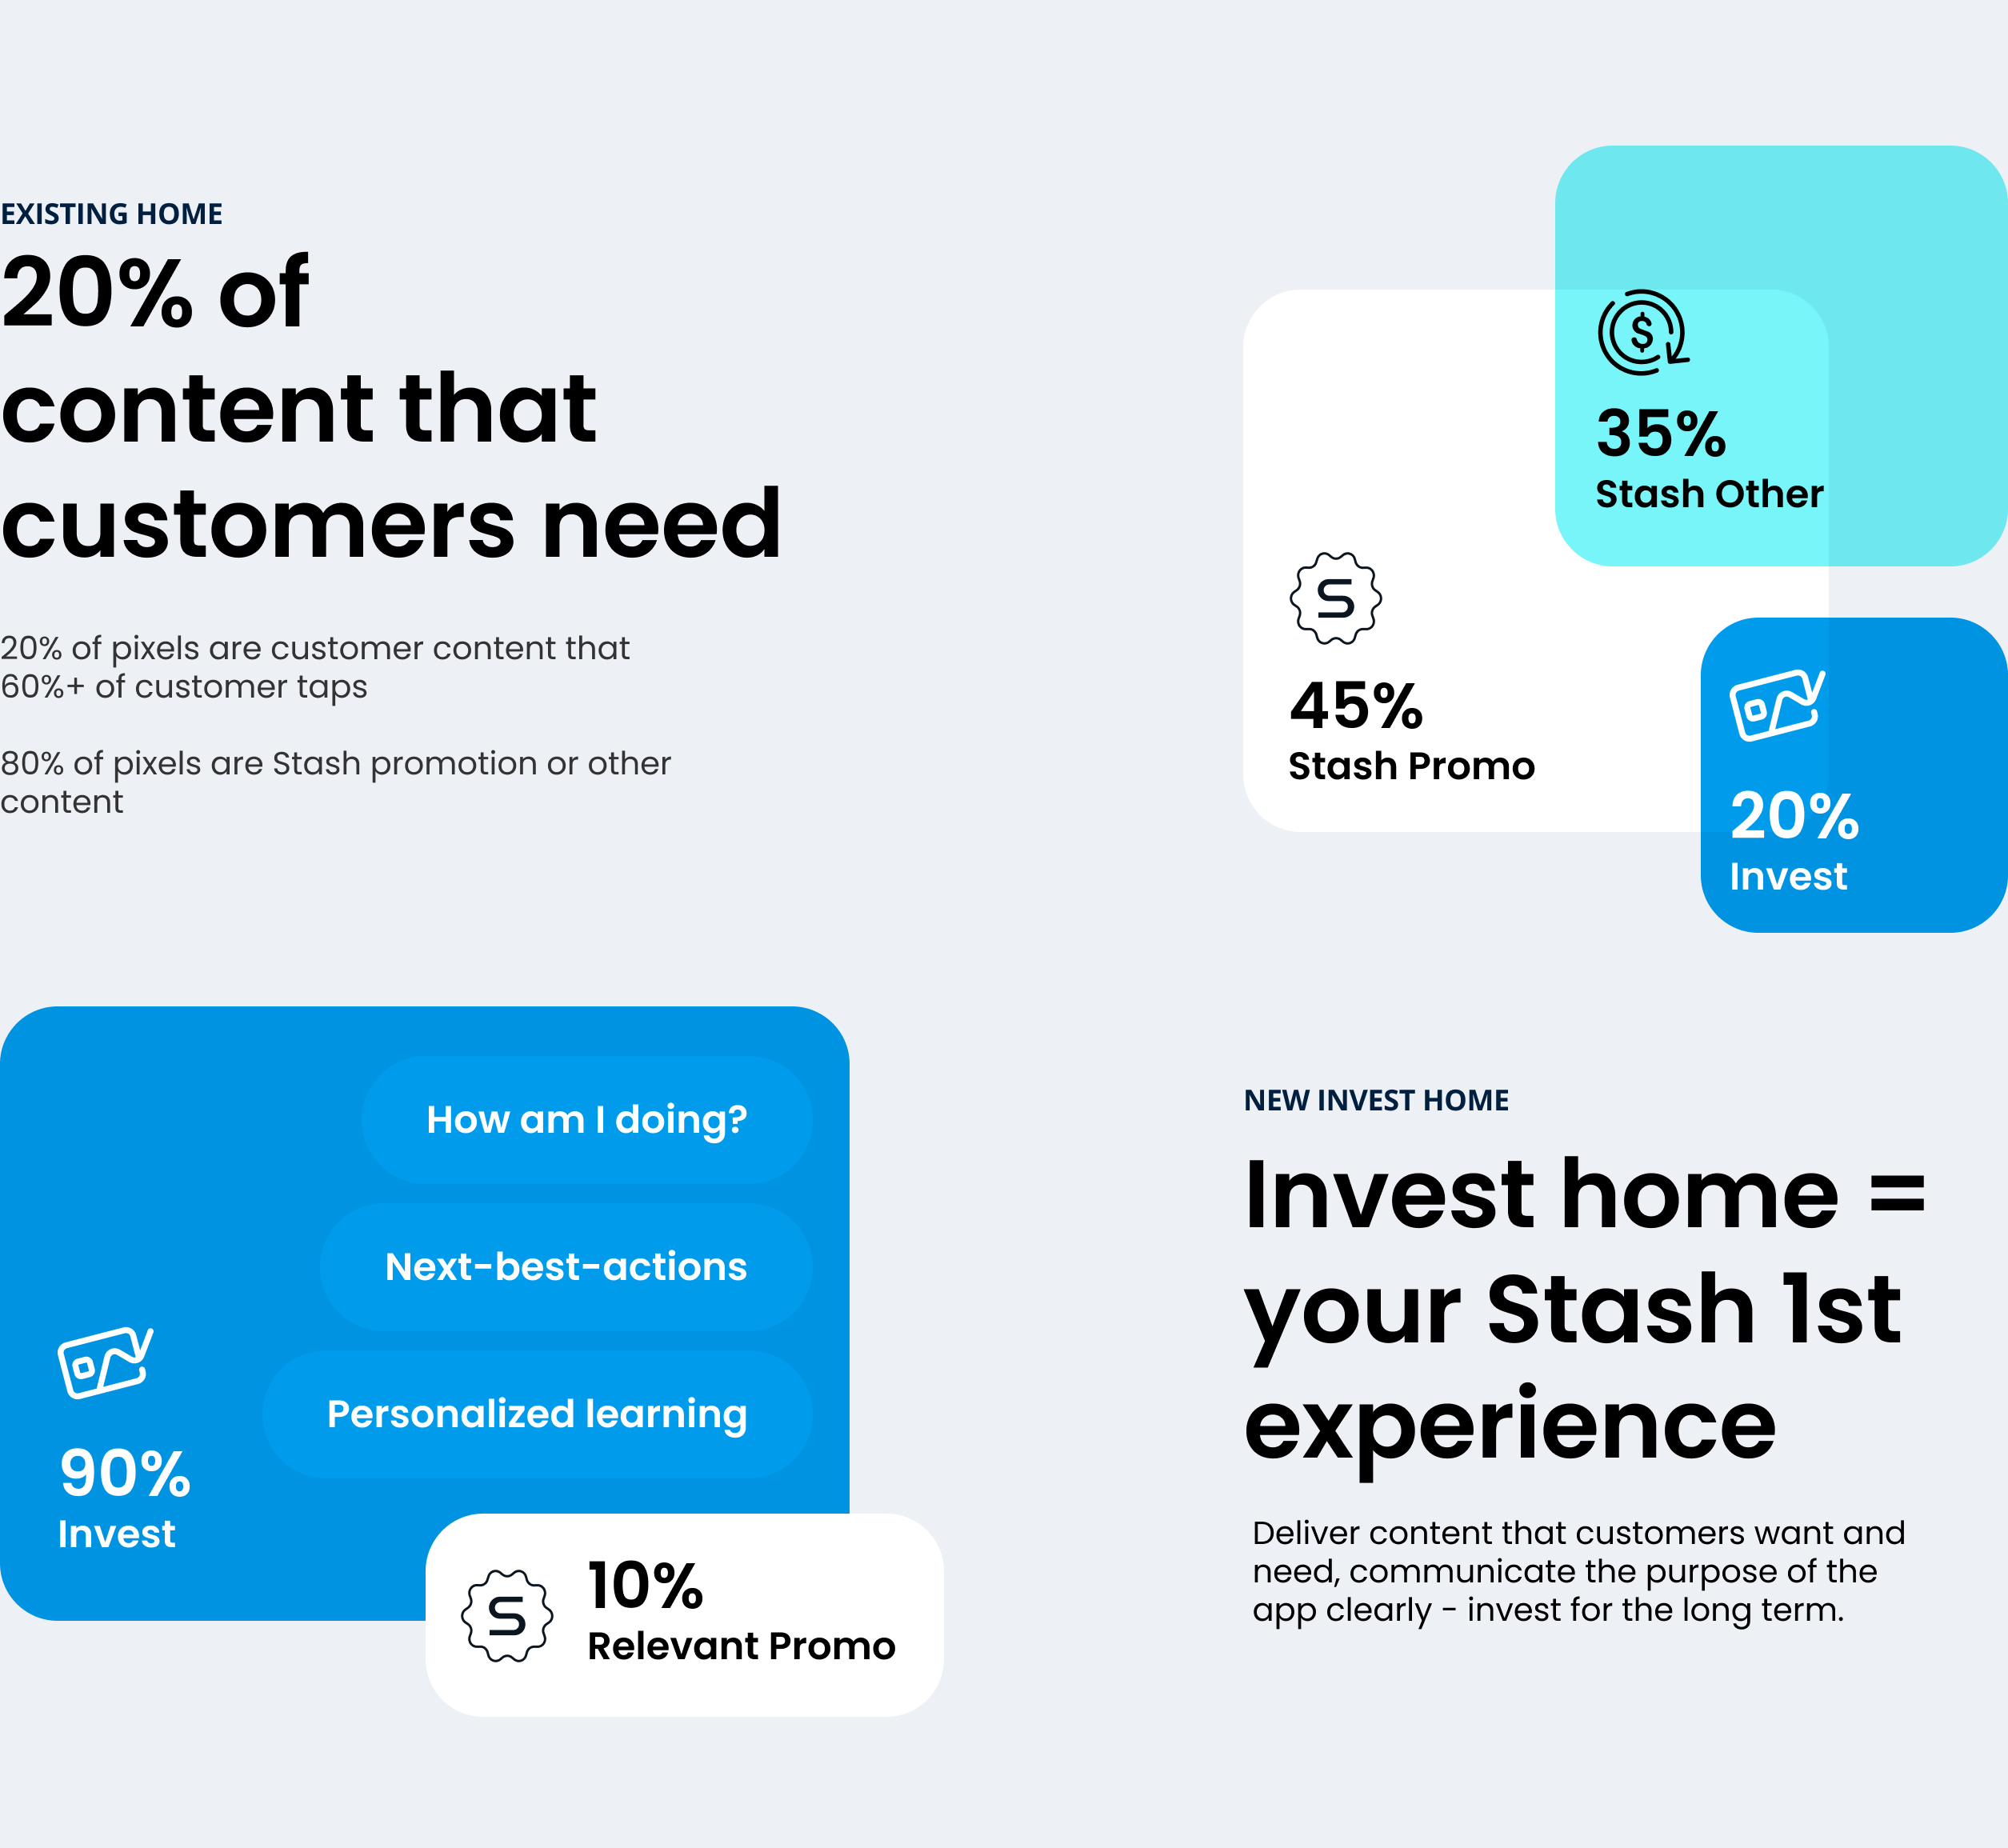 EXISTING HOME
20% of
content that
customers need
20% of pixels are customer content that
60%+ of customer taps
80% of pixels are Stash promotion or other
content
$
35%
Stash Other
S
45%
Stash Promo
20%
Invest
How am I doing?
Next-best-actions
Personalized learning
90%
Invest
S
10%
Relevant Promo
NEW INVEST HOME
Invest home =
your Stash 1st
experience
Deliver content that customers want and
need, communicate the purpose of the
app clearly - invest for the long term.